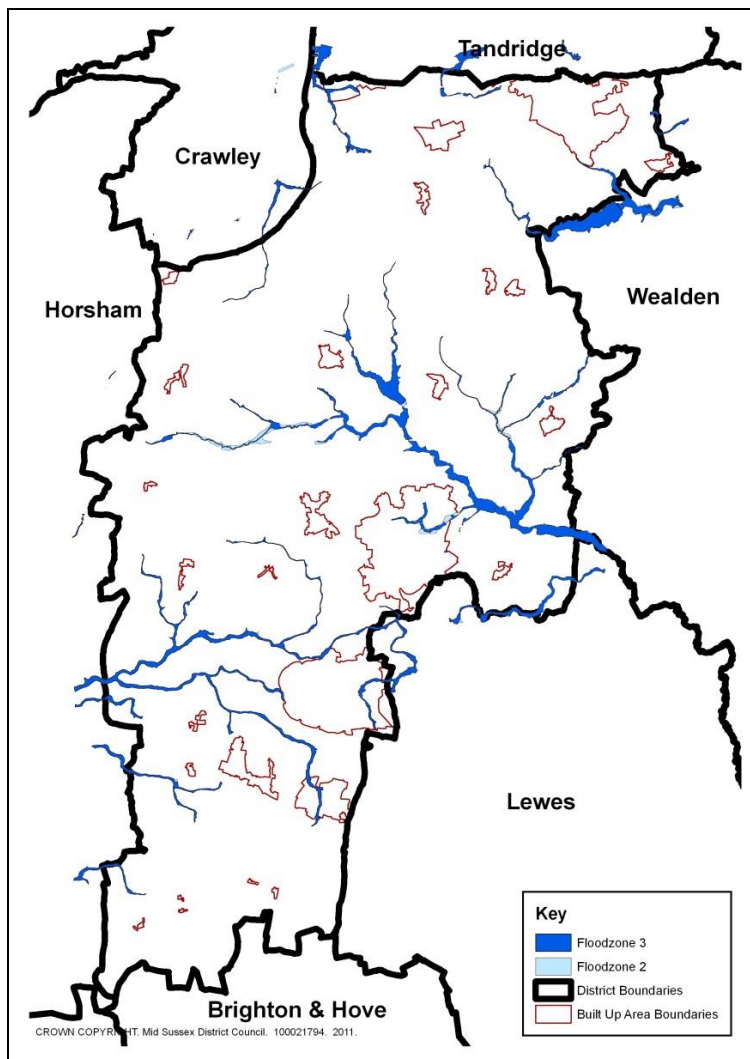 Tandridge
Crawley
Horsham
Wealden
Lewes
Key
Floodzone 3
Floodzone 2
District Boundaries
Built Up Area Boundaries
Brighton & Hove
CROWN COPYRIGHT. Mid Sussex District Council. 100021794. 2011.